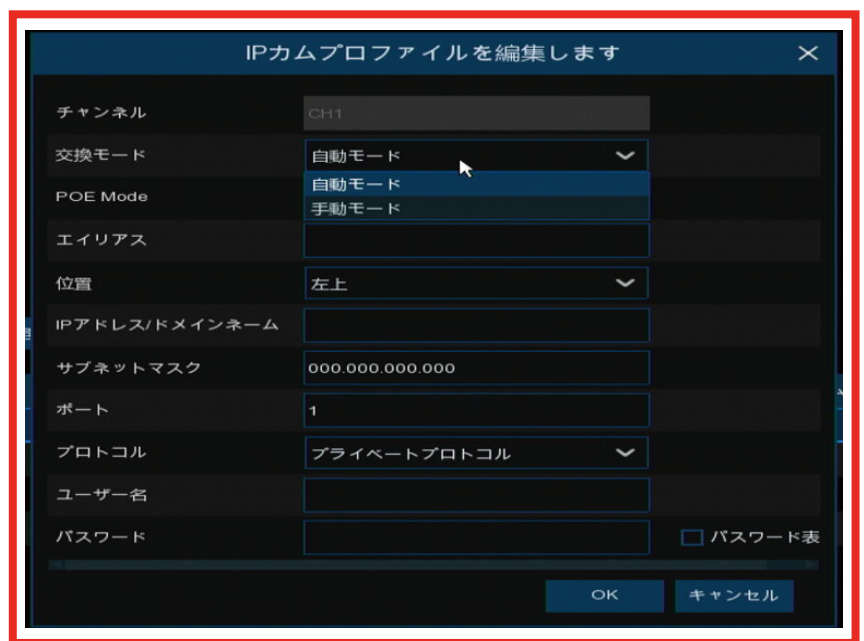 IPカムプロファイルを編集します
チャンネル CH1
交換モード 自動モード
自動モード
POE Mode
手動モード
エイリアス
位置 左上
IPアドレス/ドメインネーム
サブネットマスク 000.000.000.000
ポート 1
プロトコル プライベートプロトコル
ユーザー名
パスワード パスワード表
OK キャンセル